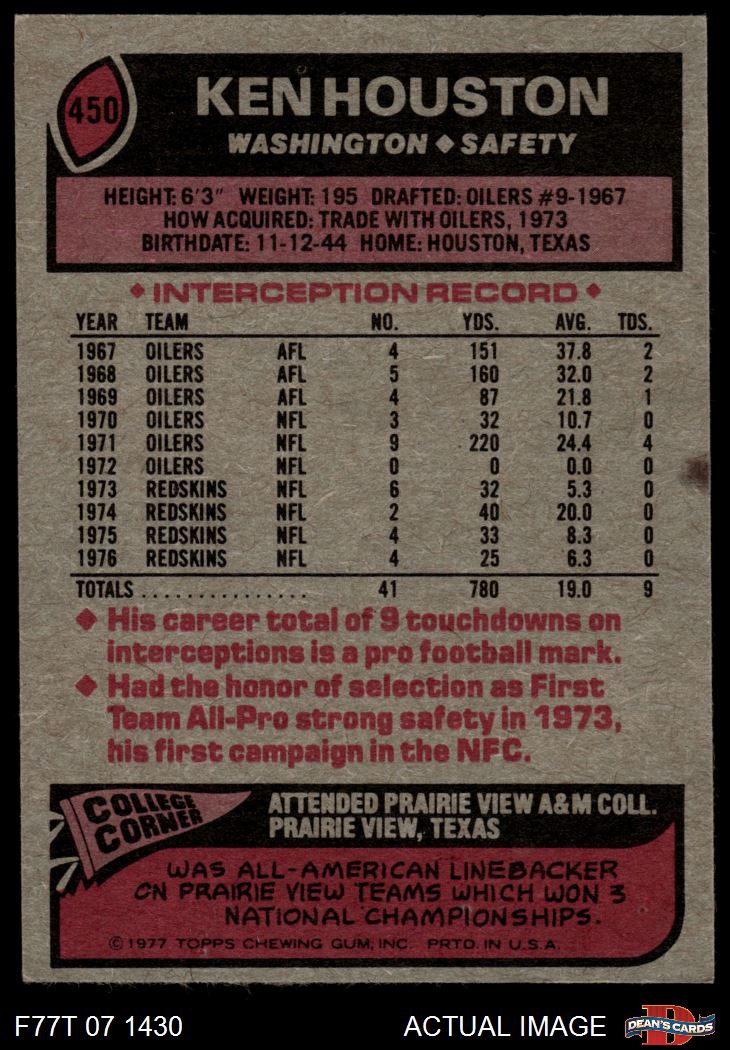 450
KEN HOUSTON
WASHINGTON ◆ SAFETY
HEIGHT: 6'3" WEIGHT: 195 DRAFTED: OILERS #9-1967
HOW ACQUIRED: TRADE WITH OILERS, 1973
BIRTHDATE: 11-12-44 HOME: HOUSTON, TEXAS
◆ INTERCEPTION RECORD ◆
YEAR TEAM NO. YDS. AVG. TDS.
1967 OILERS AFL 4 151 37.8 2
1968 OILERS AFL 5 160 32.0 2
1969 OILERS AFL 4 87 21.8 1
1970 OILERS NFL 3 32 10.7 0
1971 OILERS NFL 9 220 24.4 4
1972 OILERS NFL 0 0 0.0 0
1973 REDSKINS NFL 6 32 5.3 0
1974 REDSKINS NFL 2 40 20.0 0
1975 REDSKINS NFL 4 33 8.3 0
1976 REDSKINS NFL 4 25 6.3 0
TOTALS . . . . . . . . . . . . . . . 41 780 19.0 9
◆ His career total of 9 touchdowns on
interceptions is a pro football mark.
◆ Had the honor of selection as First
Team All-Pro strong safety in 1973,
his first campaign in the NFC.
COLLEGE
CORNER
ATTENDED PRAIRIE VIEW A&M COLL.
PRAIRIE VIEW, TEXAS
WAS ALL-AMERICAN LINEBACKER
ON PRAIRIE VIEW TEAMS WHICH WON 3
NATIONAL CHAMPIONSHIPS.
© 1977 TOPPS CHEWING GUM, INC. PRTD. IN U.S.A.
F77T 07 1430
ACTUAL IMAGE
D
DEAN'S CARDS